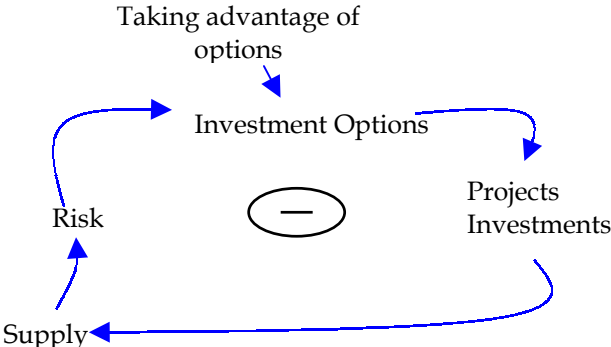 Taking advantage of
options
Investment Options
Projects
Investments
Risk
Supply